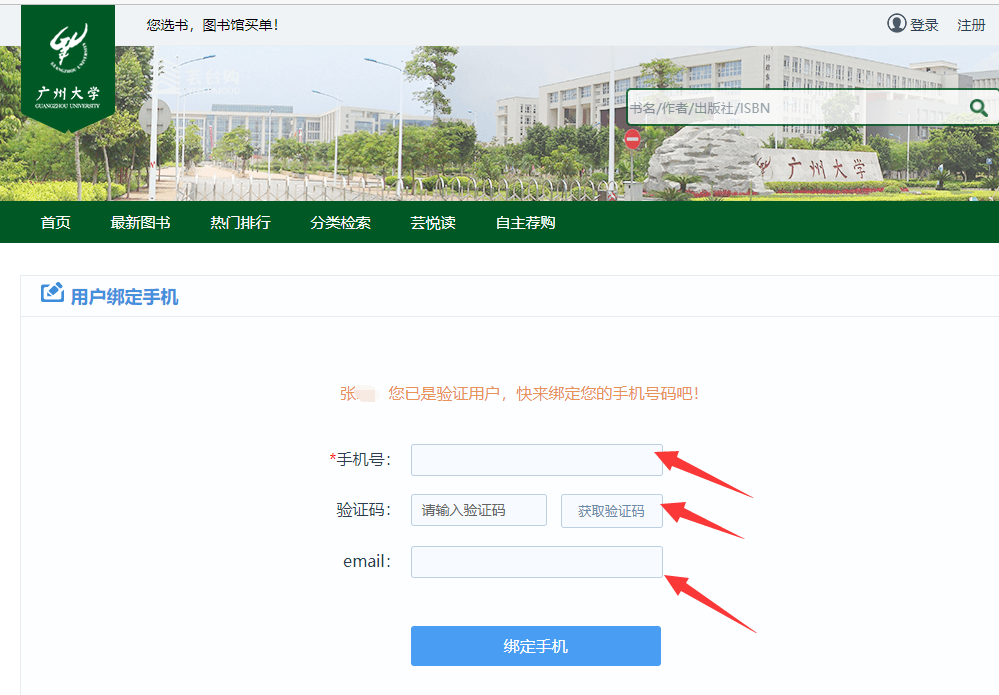 您选书，图书馆买单！
登录 注册
广州大学
GUANGZHOU UNIVERSITY
书名/作者/出版社/ISBN
广州大学
首页 最新图书 热门排行 分类检索 芸悦读 自主荐购
用户绑定手机
张 您已是验证用户，快来绑定您的手机号码吧！
*手机号：
验证码： 请输入验证码 获取验证码
email：
绑定手机